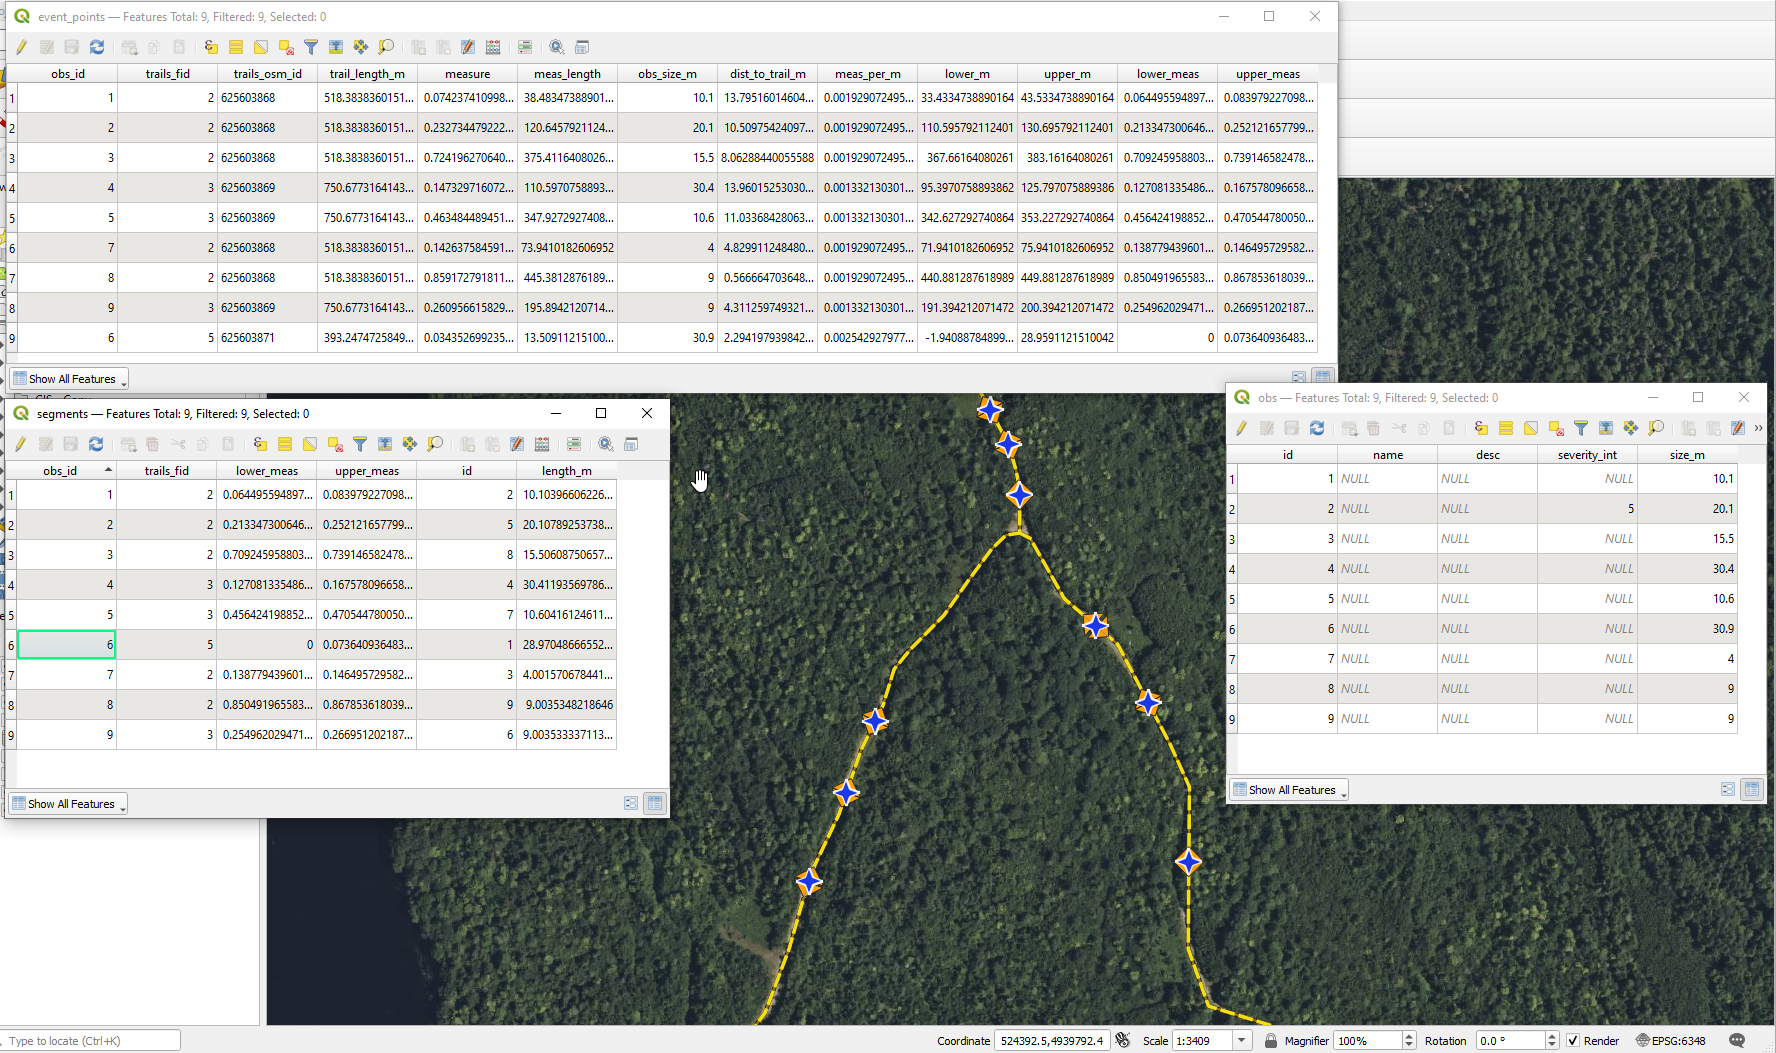 event_points — Features Total: 9, Filtered: 9, Selected: 0
obs_id trails_fid trails_osm_id trail_length_m measure meas_length obs_size_m dist_to_trail_m meas_per_m lower_m upper_m lower_meas upper_meas
1 1 2 625603868 518.3838360151... 0.074237410998... 38.48347388901... 10.1 13.79516014604... 0.001929072495... 33.4334738890164 43.5334738890164 0.064495594897... 0.083979227098...
2 2 2 625603868 518.3838360151... 0.232734479222... 120.6457921124... 20.1 10.50975424097... 0.001929072495... 110.595792112401 130.695792112401 0.213347300646... 0.252121657799...
3 3 2 625603868 518.3838360151... 0.724196270640... 375.4116408026... 15.5 8.06288440055588 0.001929072495... 367.66164080261 383.16164080261 0.709245958803... 0.739146582478...
4 4 3 625603869 750.6773164143... 0.147329716072... 110.5970758893... 30.4 13.96015253030... 0.001332130301... 95.3970758893862 125.797075889386 0.127081335486... 0.167578096658...
5 5 3 625603869 750.6773164143... 0.463484489451... 347.9272927408... 10.6 11.03368428063... 0.001332130301... 342.627292740864 353.227292740864 0.456424198852... 0.470544780050...
6 7 2 625603868 518.3838360151... 0.142637584591... 73.9410182606952 4 4.829911248480... 0.001929072495... 71.9410182606952 75.9410182606952 0.138779439601... 0.146495729582...
7 8 2 625603868 518.3838360151... 0.859172791811... 445.3812876189... 9 0.566664703648... 0.001929072495... 440.881287618989 449.881287618989 0.850491965583... 0.867853618039...
8 9 3 625603869 750.6773164143... 0.260956615829... 195.8942120714... 9 4.311259749321... 0.001332130301... 191.394212071472 200.394212071472 0.254962029471... 0.266951202187...
9 6 5 625603871 393.2474725849... 0.034352699235... 13.50911215100... 30.9 2.294197939842... 0.002542927977... -1.94088784899... 28.9591121510042 0 0.073640936483...
Show All Features
segments — Features Total: 9, Filtered: 9, Selected: 0
obs_id trails_fid lower_meas upper_meas id length_m
1 1 2 0.064495594897... 0.083979227098... 2 10.10396606226...
2 2 2 0.213347300646... 0.252121657799... 5 20.10789253738...
3 3 2 0.709245958803... 0.739146582478... 8 15.50608750657...
4 4 3 0.127081335486... 0.167578096658... 4 30.41193569786...
5 5 3 0.456424198852... 0.470544780050... 7 10.60416124611...
6 6 5 0 0.073640936483... 1 28.97048666552...
7 7 2 0.138779439601... 0.146495729582... 3 4.001570678441...
8 8 2 0.850491965583... 0.867853618039... 9 9.0035348218646
9 9 3 0.254962029471... 0.266951202187... 6 9.003533337113...
Show All Features
obs — Features Total: 9, Filtered: 9, Selected: 0
id name desc severity_int size_m
1 1 NULL NULL NULL 10.1
2 2 NULL NULL 5 20.1
3 3 NULL NULL NULL 15.5
4 4 NULL NULL NULL 30.4
5 5 NULL NULL NULL 10.6
6 6 NULL NULL NULL 30.9
7 7 NULL NULL NULL 4
8 8 NULL NULL NULL 9
9 9 NULL NULL NULL 9
Show All Features
Type to locate (Ctrl+K) Coordinate 524392.5,4939792.4 Scale 1:3409 Magnifier 100% Rotation 0.0 ° Render EPSG:6348